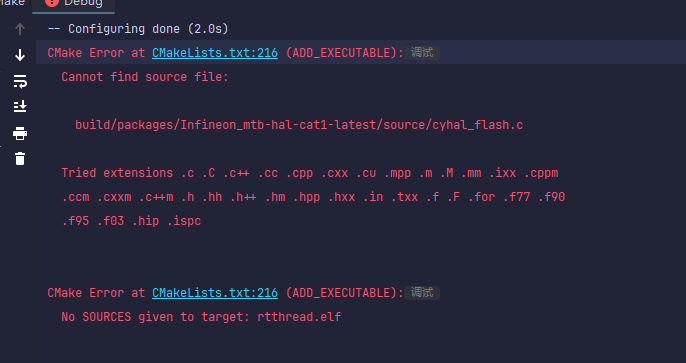 Make
Debug
-- Configuring done (2.0s)
CMake Error at CMakeLists.txt:216 (ADD_EXECUTABLE): 调试
Cannot find source file:
build/packages/Infineon_mtb-hal-cat1-latest/source/cyhal_flash.c
Tried extensions .c .C .c++ .cc .cpp .cxx .cu .mpp .m .M .mm .ixx .cppm
.ccm .cxxm .c++m .h .hh .h++ .hm .hpp .hxx .in .txx .f .F .for .f77 .f90
.f95 .f03 .hip .ispc
CMake Error at CMakeLists.txt:216 (ADD_EXECUTABLE): 调试
No SOURCES given to target: rtthread.elf